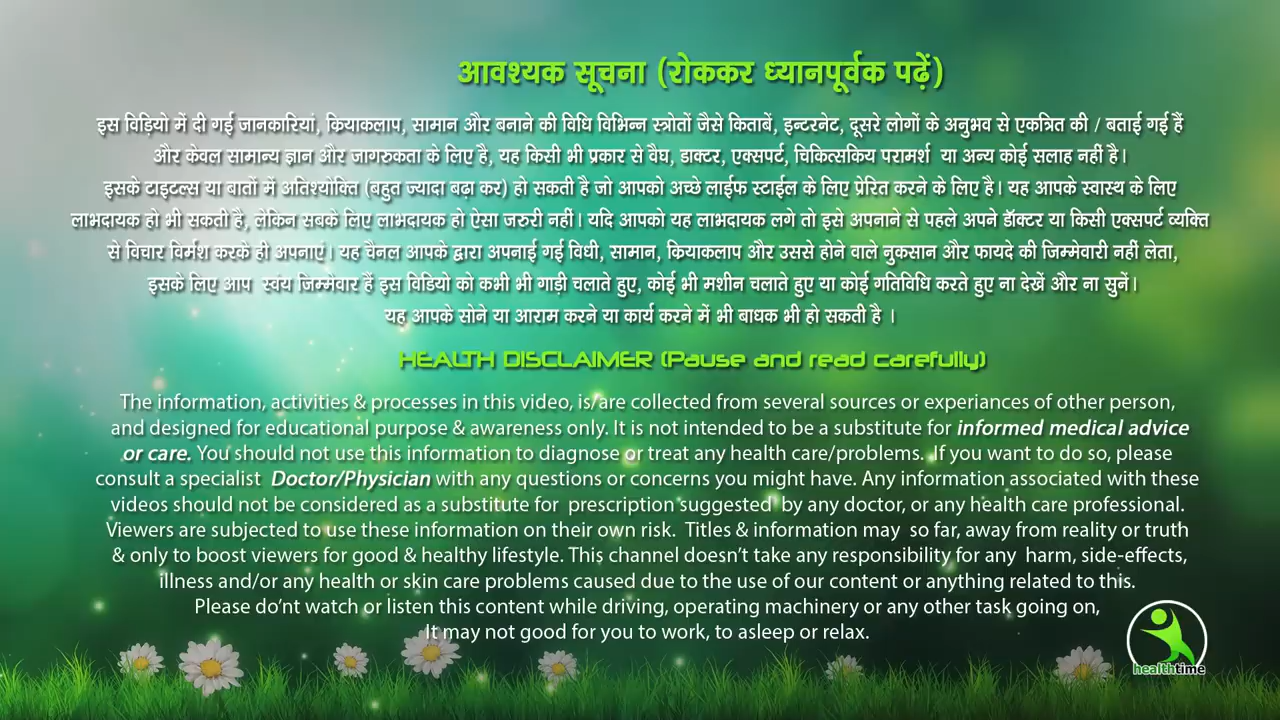 आवश्यक सूचना (रोककर ध्यानपूर्वक पढ़ें)
इस विड़ियो में दी गई जानकारियां, क्रियाकलाप, सामान और बनाने की विधि विभिन्न स्त्रोतों जैसे किताबें, इन्टरनेट, दूसरे लोगों के अनुभव से एकत्रित की / बताई गई हैं
और केवल सामान्य ज्ञान और जागरुकता के लिए है, यह किसी भी प्रकार से वैघ, डाक्टर, एक्सपर्ट, चिकित्सकिय परामर्श या अन्य कोई सलाह नहीं है।
इसके टाइटल्स या बातों में अतिश्योक्ति (बहुत ज्यादा बढ़ा कर) हो सकती है जो आपको अच्छे लाईफ स्टाईल के लिए प्रेरित करने के लिए है। यह आपके स्वास्थ के लिए
लाभदायक हो भी सकती है, लेकिन सबके लिए लाभदायक हो ऐसा जरुरी नहीं। यदि आपको यह लाभदायक लगे तो इसे अपनाने से पहले अपने डॉक्टर या किसी एक्सपर्ट व्यक्ति
से विचार विर्मश करके ही अपनाएं। यह चैनल आपके द्वारा अपनाई गई विधी, सामान, क्रियाकलाप और उससे होने वाले नुकसान और फायदे की जिम्मेवारी नहीं लेता,
इसके लिए आप स्वंय जिम्मेवार हैं इस विडियो को कभी भी गाड़ी चलाते हुए, कोई भी मशीन चलाते हुए या कोई गतिविधि करते हुए ना देखें और ना सुनें।
यह आपके सोने या आराम करने या कार्य करने में भी बाधक भी हो सकती है ।
HEALTH DISCLAIMER (Pause and read carefully)
The information, activities & processes in this video, is/are collected from several sources or experiances of other person,
and designed for educational purpose & awareness only. It is not intended to be a substitute for informed medical advice
or care. You should not use this information to diagnose or treat any health care/problems. If you want to do so, please
consult a specialist Doctor/Physician with any questions or concerns you might have. Any information associated with these
videos should not be considered as a substitute for prescription suggested by any doctor, or any health care professional.
Viewers are subjected to use these information on their own risk. Titles & information may so far, away from reality or truth
& only to boost viewers for good & healthy lifestyle. This channel doesn't take any responsibility for any harm, side-effects,
illness and/or any health or skin care problems caused due to the use of our content or anything related to this.
Please do'nt watch or listen this content while driving, operating machinery or any other task going on,
It may not good for you to work, to asleep or relax.
healthtime